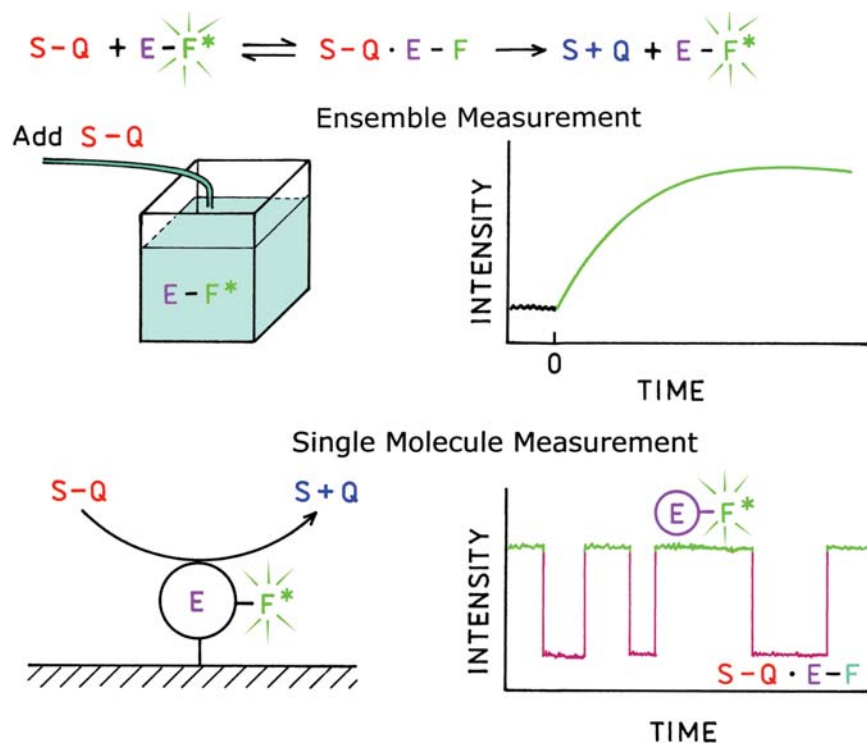 S-Q + E-F* ⇌ S-Q · E-F → S+Q + E-F*
Ensemble Measurement
Add S-Q
E-F*
INTENSITY
0
TIME
Single Molecule Measurement
S-Q
S+Q
E
F*
INTENSITY
E-F*
S-Q · E-F
TIME